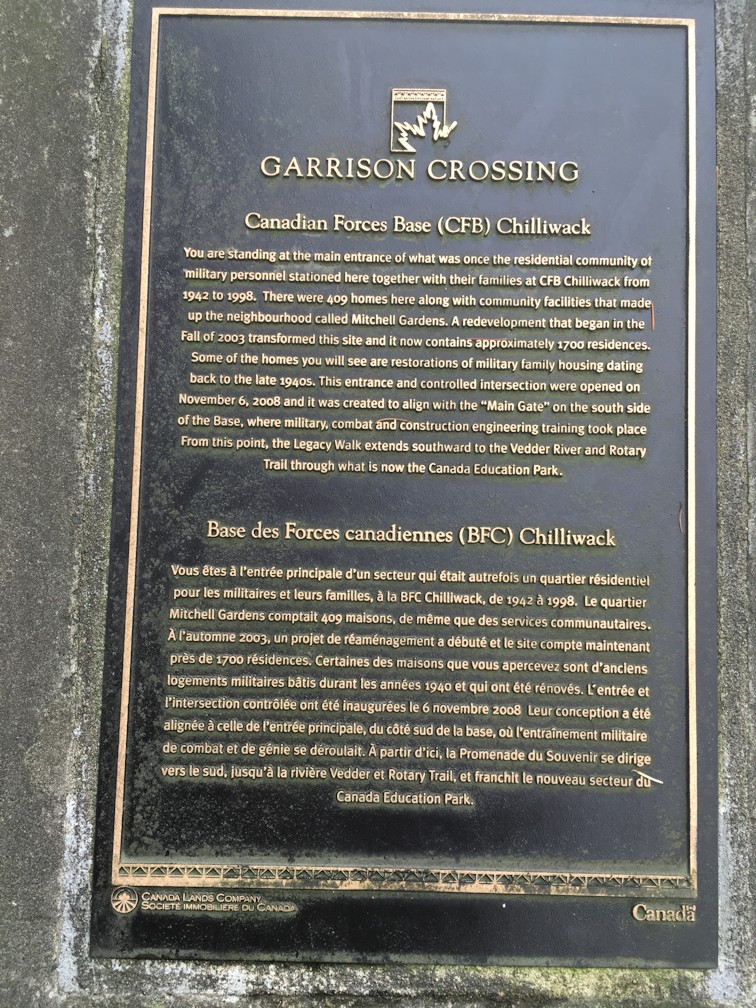 GARRISON CROSSING
Canadian Forces Base (CFB) Chilliwack
You are standing at the main entrance of what was once the residential community of
military personnel stationed here together with their families at CFB Chilliwack from
1942 to 1998. There were 409 homes here along with community facilities that made
up the neighbourhood called Mitchell Gardens. A redevelopment that began in the
Fall of 2003 transformed this site and it now contains approximately 1700 residences.
Some of the homes you will see are restorations of military family housing dating
back to the late 1940s. This entrance and controlled intersection were opened on
November 6, 2008 and it was created to align with the "Main Gate" on the south side
of the Base, where military, combat and construction engineering training took place
From this point, the Legacy Walk extends southward to the Vedder River and Rotary
Trail through what is now the Canada Education Park.
Base des Forces canadiennes (BFC) Chilliwack
Vous êtes à l'entrée principale d'un secteur qui était autrefois un quartier résidentiel
pour les militaires et leurs familles, à la BFC Chilliwack, de 1942 à 1998. Le quartier
Mitchell Gardens comptait 409 maisons, de même que des services communautaires.
À l'automne 2003, un projet de réaménagement a débuté et le site compte maintenant
près de 1700 résidences. Certaines des maisons que vous apercevez sont d'anciens
logements militaires bâtis durant les années 1940 et qui ont été rénovés. L'entrée et
l'intersection contrôlée ont été inaugurées le 6 novembre 2008 Leur conception a été
alignée à celle de l'entrée principale, du côté sud de la base, où l'entraînement militaire
de combat et de génie se déroulait. À partir d'ici, la Promenade du Souvenir se dirige
vers le sud, jusqu'à la rivière Vedder et Rotary Trail, et franchit le nouveau secteur du
Canada Education Park.
CANADA LANDS COMPANY
SOCIÉTÉ IMMOBILIÈRE DU CANADA
Canada